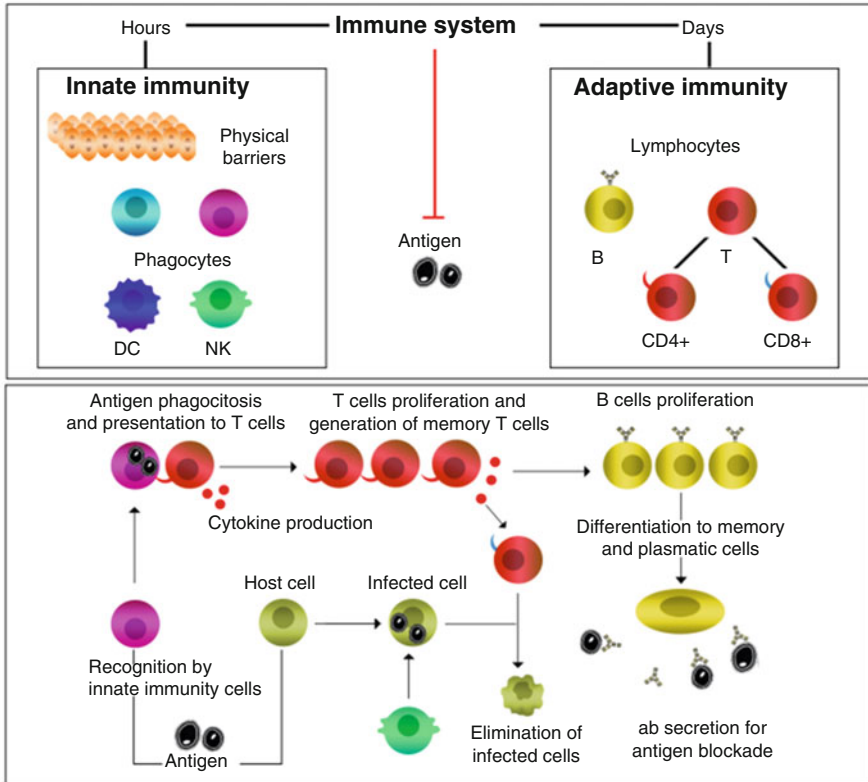 Hours
Immune system
Days
Innate immunity
Adaptive immunity
Physical
barriers
Lymphocytes
Phagocytes
Antigen
B
T
DC
NK
CD4+
CD8+
Antigen phagocitosis
and presentation to T cells
T cells proliferation and
generation of memory T cells
B cells proliferation
Cytokine production
Differentiation to memory
and plasmatic cells
Host cell
Infected cell
Recognition by
innate immunity cells
Antigen
Elimination of
infected cells
ab secretion for
antigen blockade